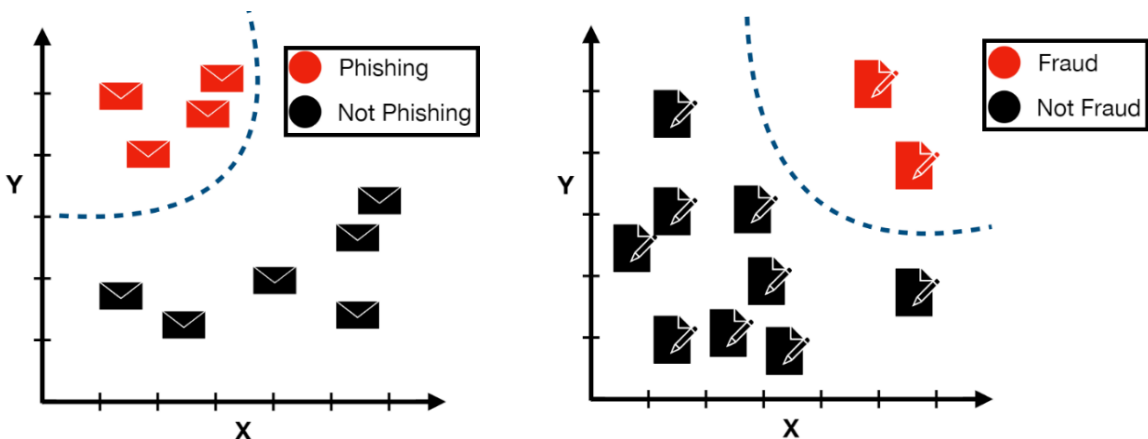 Phishing
Not Phishing
Y
X
Fraud
Not Fraud
Y
X